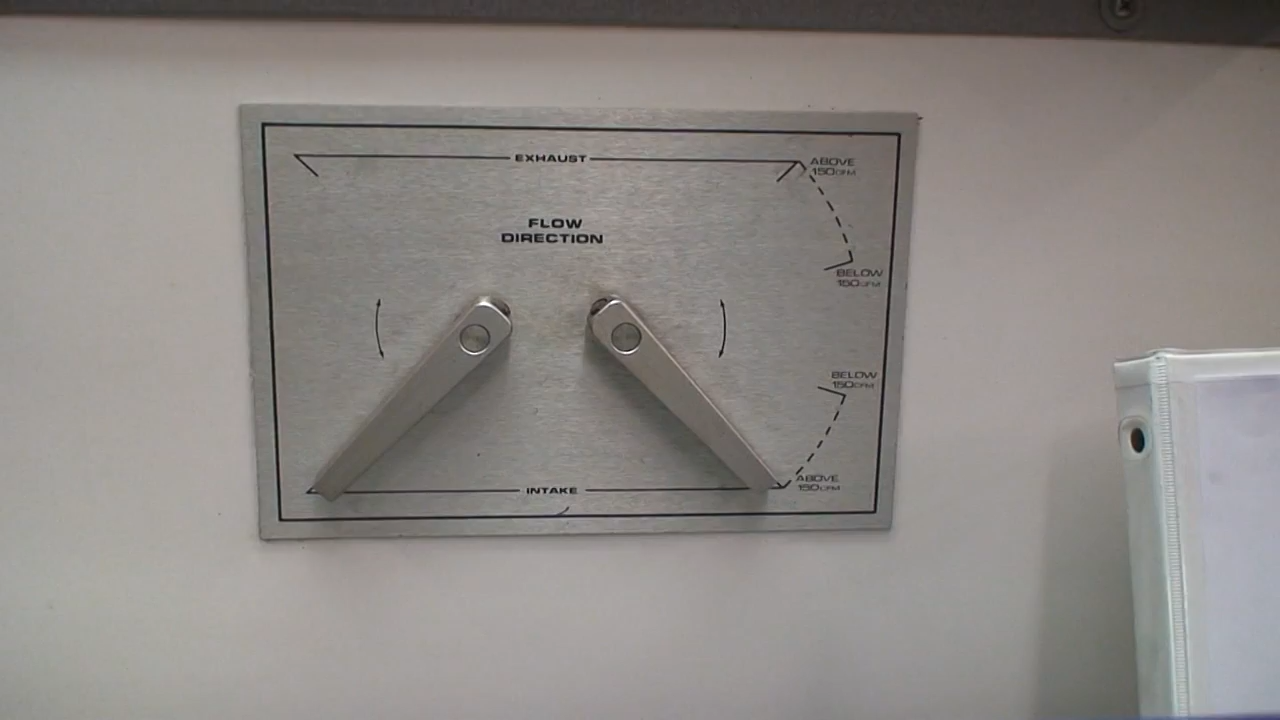 EXHAUST
ABOVE
150CFM
FLOW
DIRECTION
BELOW
150CFM
BELOW
150CFM
ABOVE
150CFM
INTAKE